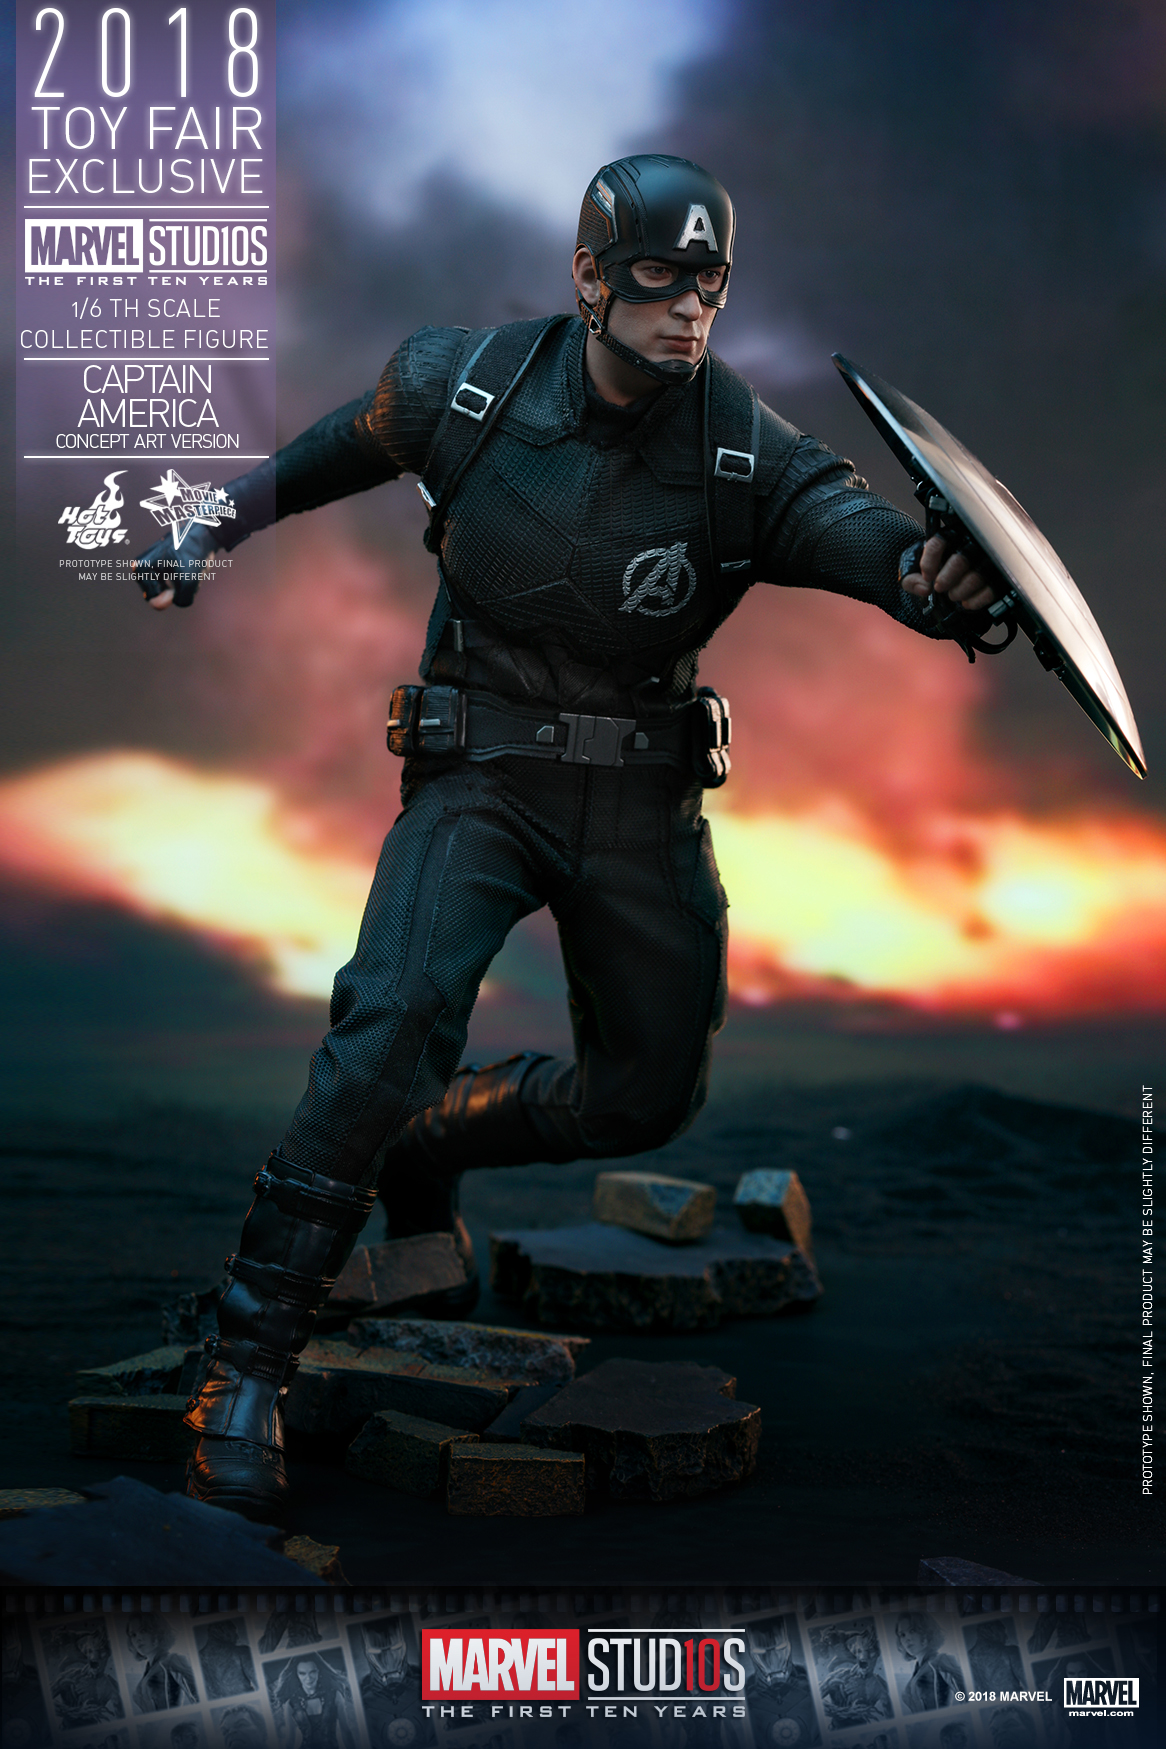 2018
TOY FAIR
EXCLUSIVE
MARVEL STUD10S
THE FIRST TEN YEARS
1/6 TH SCALE
COLLECTIBLE FIGURE
CAPTAIN
AMERICA
CONCEPT ART VERSION
Hot Toys® MOVIE MASTERPIECE
PROTOTYPE SHOWN, FINAL PRODUCT
MAY BE SLIGHTLY DIFFERENT
A
A
PROTOTYPE SHOWN, FINAL PRODUCT MAY BE SLIGHTLY DIFFERENT
MARVEL STUD10S
THE FIRST TEN YEARS
© 2018 MARVEL MARVEL
marvel.com